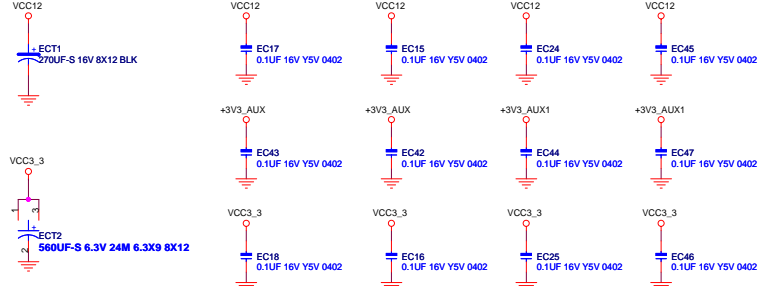 VCC12
ECT1
270UF-S 16V 8X12 BLK
VCC12
EC17
0.1UF 16V Y5V 0402
VCC12
EC15
0.1UF 16V Y5V 0402
VCC12
EC24
0.1UF 16V Y5V 0402
VCC12
EC45
0.1UF 16V Y5V 0402
+3V3_AUX
EC43
0.1UF 16V Y5V 0402
+3V3_AUX
EC42
0.1UF 16V Y5V 0402
+3V3_AUX1
EC44
0.1UF 16V Y5V 0402
+3V3_AUX1
EC47
0.1UF 16V Y5V 0402
VCC3_3
1
3
ECT2
560UF-S 6.3V 24M 6.3X9 8X12
2
VCC3_3
EC18
0.1UF 16V Y5V 0402
VCC3_3
EC16
0.1UF 16V Y5V 0402
VCC3_3
EC25
0.1UF 16V Y5V 0402
VCC3_3
EC46
0.1UF 16V Y5V 0402